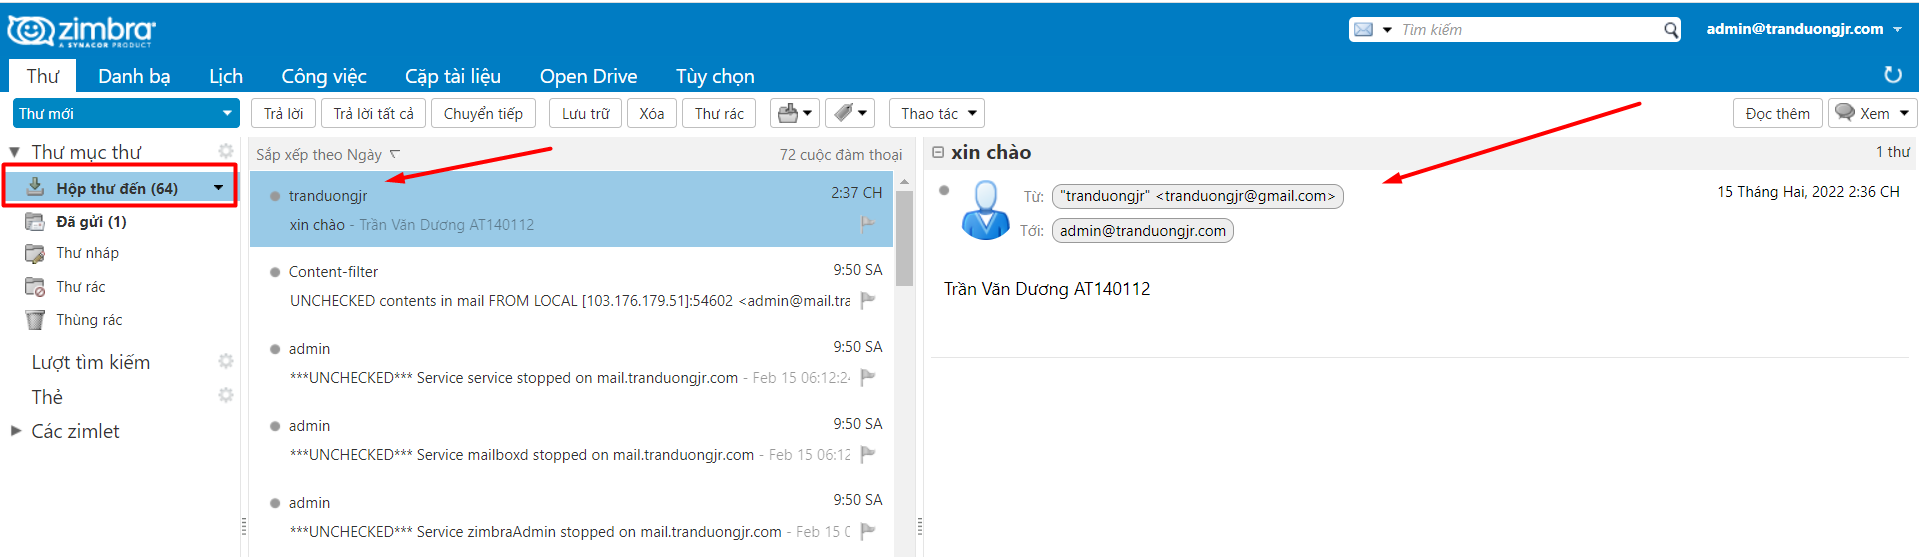 zimbra
A SYNACOR PRODUCT
Tìm kiếm
admin@tranduongjr.com
Thư Danh bạ Lịch Công việc Cặp tài liệu Open Drive Tùy chọn
Thư mới
Trả lời Trả lời tất cả Chuyển tiếp Lưu trữ Xóa Thư rác Thao tác Đọc thêm Xem
Thư mục thư
Hộp thư đến (64)
Đã gửi (1)
Thư nháp
Thư rác
Thùng rác
Lượt tìm kiếm
Thẻ
Các zimlet
Sắp xếp theo Ngày 72 cuộc đàm thoại
tranduongjr 2:37 CH
xin chào - Trần Văn Dương AT140112
Content-filter 9:50 SA
UNCHECKED contents in mail FROM LOCAL [103.176.179.51]:54602 <admin@mail.tra
admin 9:50 SA
***UNCHECKED*** Service service stopped on mail.tranduongjr.com - Feb 15 06:12:24
admin 9:50 SA
***UNCHECKED*** Service mailboxd stopped on mail.tranduongjr.com - Feb 15 06:12
admin 9:50 SA
***UNCHECKED*** Service zimbraAdmin stopped on mail.tranduongjr.com - Feb 15 0
xin chào 1 thư
Từ: "tranduongjr" <tranduongjr@gmail.com> 15 Tháng Hai, 2022 2:36 CH
Tới: admin@tranduongjr.com
Trần Văn Dương AT140112